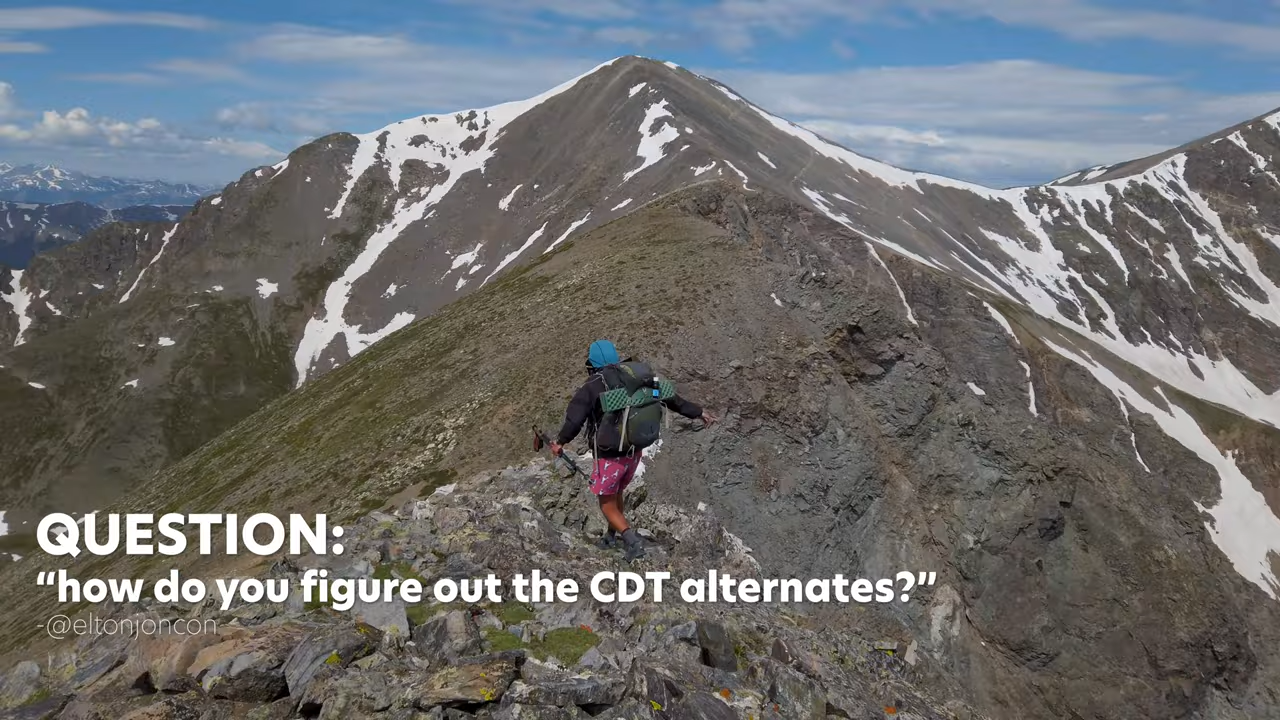 QUESTION:
“how do you figure out the CDT alternates?”
-@eltonjoncon